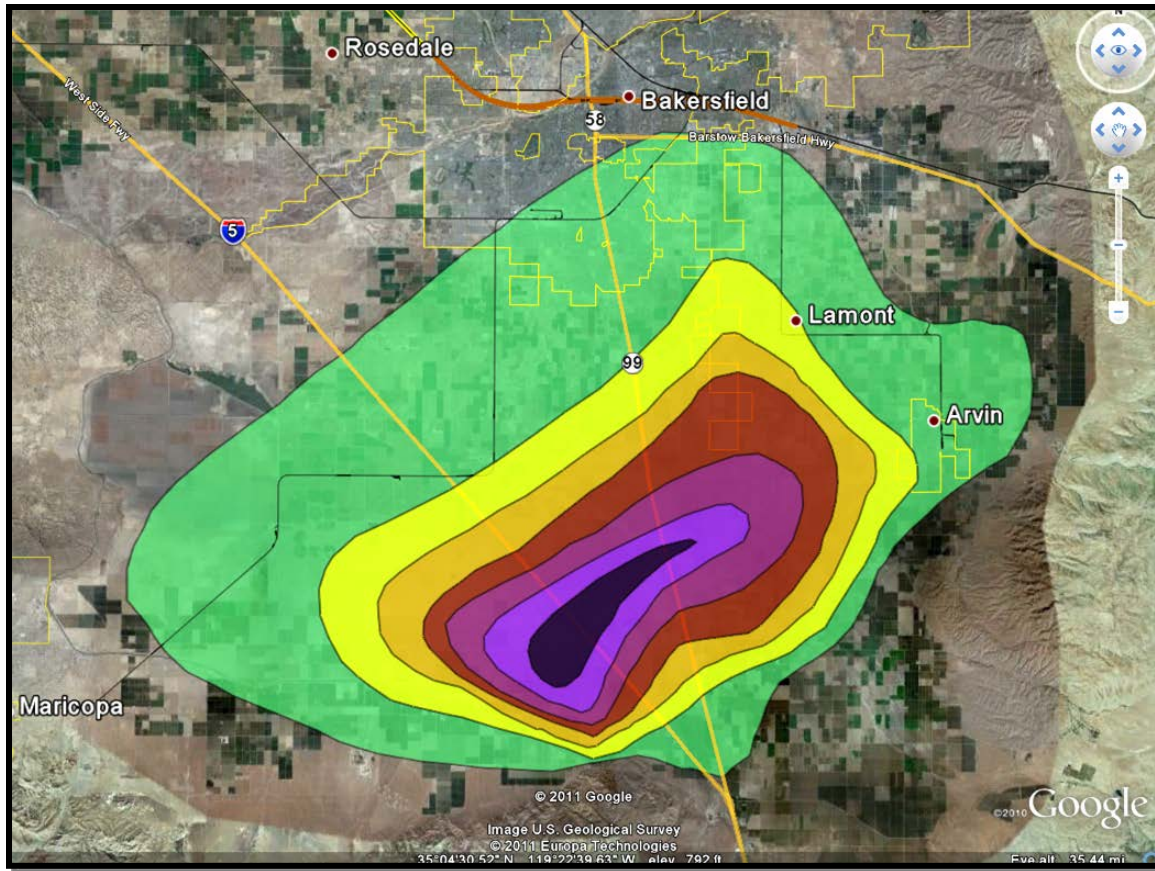 N
Rosedale
Bakersfield
West Side Fwy
58
Barstow Bakersfield Hwy
5
Lamont
99
Arvin
Maricopa
© 2011 Google
©2010 Google
Image U.S. Geological Survey
© 2011 Europa Technologies
35°04'30.52" N 119°22'39.63" W elev 792 ft
Eye alt 35.44 mi